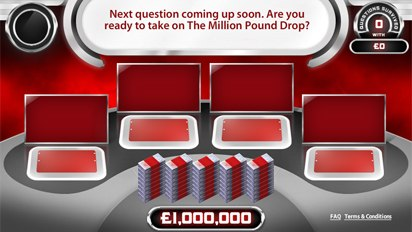 Next question coming up soon. Are you
ready to take on The Million Pound Drop?
QUESTIONS SURVIVED
0
WITH
£0
£1,000,000
FAQ Terms & Conditions